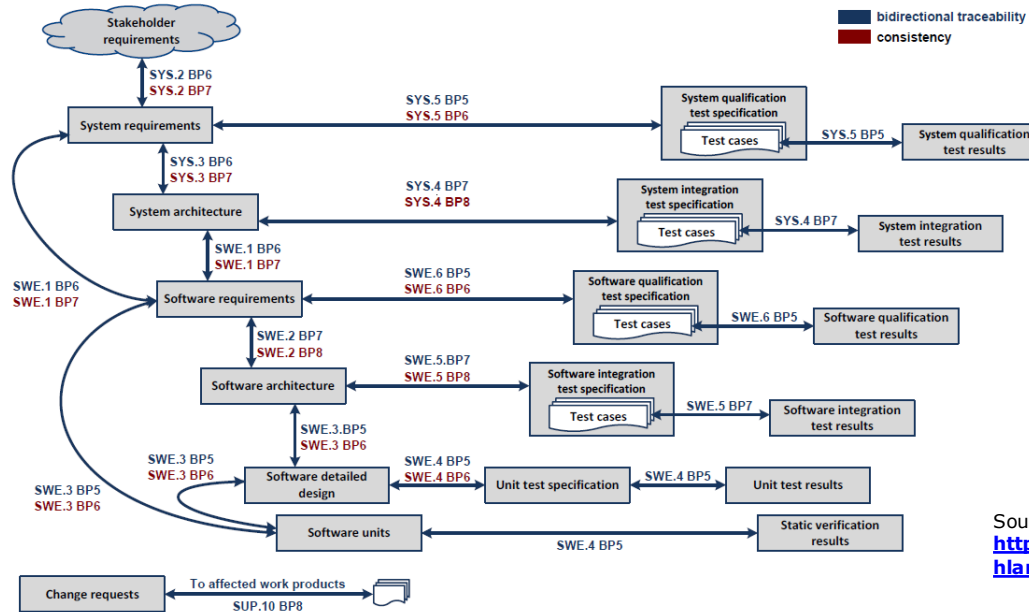 bidirectional traceability
consistency
Stakeholder
requirements
SYS.2 BP6
SYS.2 BP7
System requirements
SYS.5 BP5
SYS.5 BP6
System qualification
test specification
Test cases
SYS.5 BP5
System qualification
test results
SYS.3 BP6
SYS.3 BP7
System architecture
SYS.4 BP7
SYS.4 BP8
System integration
test specification
Test cases
SYS.4 BP7
System integration
test results
SWE.1 BP6
SWE.1 BP7
SWE.1 BP6
SWE.1 BP7
Software requirements
SWE.6 BP5
SWE.6 BP6
Software qualification
test specification
Test cases
SWE.6 BP5
Software qualification
test results
SWE.2 BP7
SWE.2 BP8
Software architecture
SWE.5.BP7
SWE.5 BP8
Software integration
test specification
Test cases
SWE.5 BP7
Software integration
test results
SWE.3.BP5
SWE.3 BP6
SWE.3 BP5
SWE.3 BP6
Software detailed
design
SWE.4 BP5
SWE.4 BP6
Unit test specification
SWE.4 BP5
Unit test results
SWE.3 BP5
SWE.3 BP6
Software units
SWE.4 BP5
Static verification
results
Sou
http
hlan
Change requests
To affected work products
SUP.10 BP8